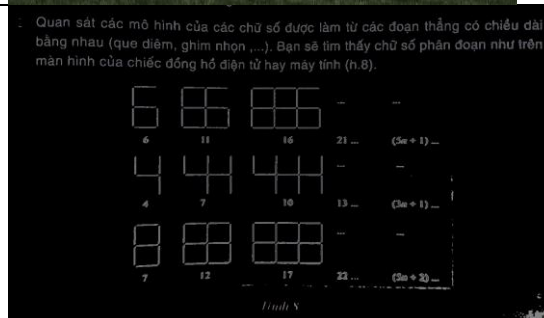 Quan sát các mô hình của các chữ số được làm từ các đoạn thẳng có chiều dài
bằng nhau (que diêm, ghim nhọn ,...). Bạn sẽ tìm thấy chữ số phân đoạn như trên
màn hình của chiếc đồng hồ điện tử hay máy tính (h.8).
... ...
6 11 16 21 ... (5n + 1) ...
... ...
4 7 10 13 ... (3n + 1) ...
... ...
7 12 17 22 ... (5n + 2) ...
Hình 8